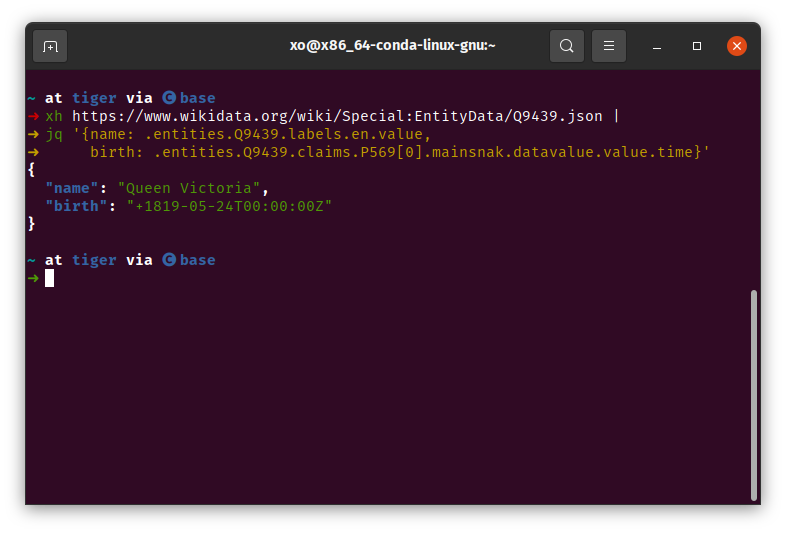 xo@x86_64-conda-linux-gnu:~
~ at tiger via 🅒 base
➜ xh https://www.wikidata.org/wiki/Special:EntityData/Q9439.json |
➜ jq '{name: .entities.Q9439.labels.en.value,
➜      birth: .entities.Q9439.claims.P569[0].mainsnak.datavalue.value.time}'
{
  "name": "Queen Victoria",
  "birth": "+1819-05-24T00:00:00Z"
}
~ at tiger via 🅒 base
➜